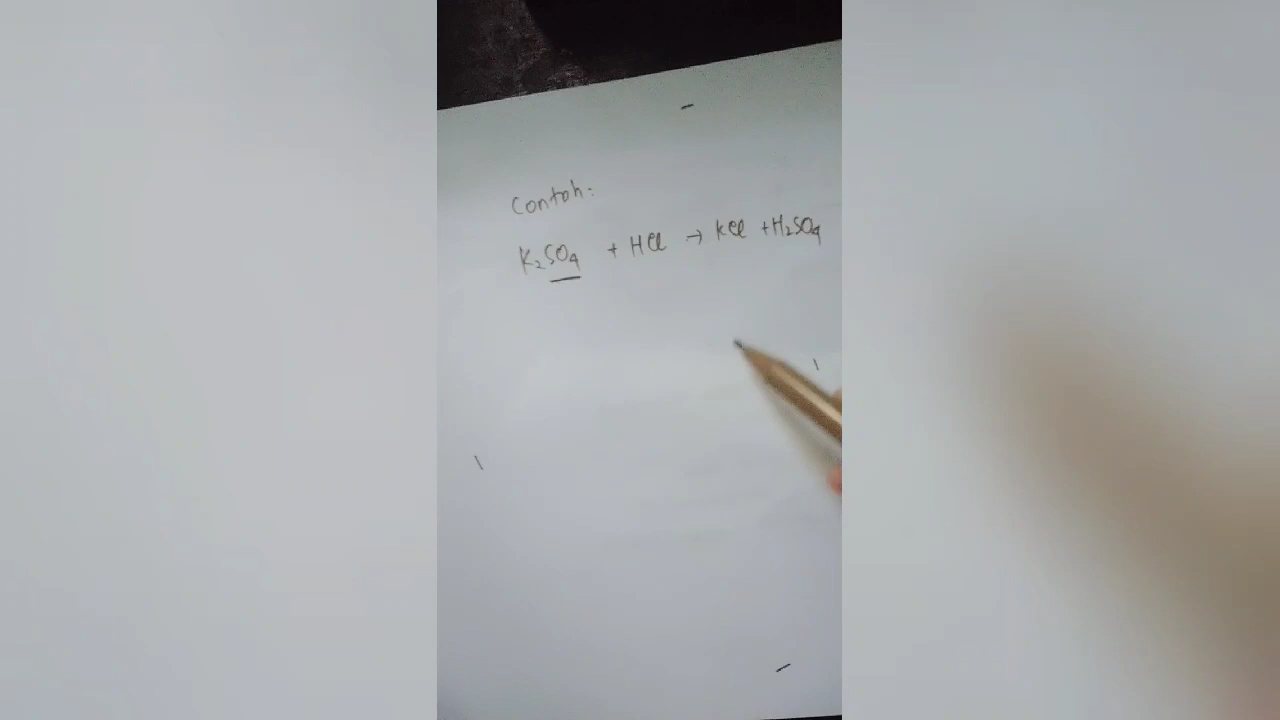 Contoh:
K₂SO₄ + HCl → KCl + H₂SO₄